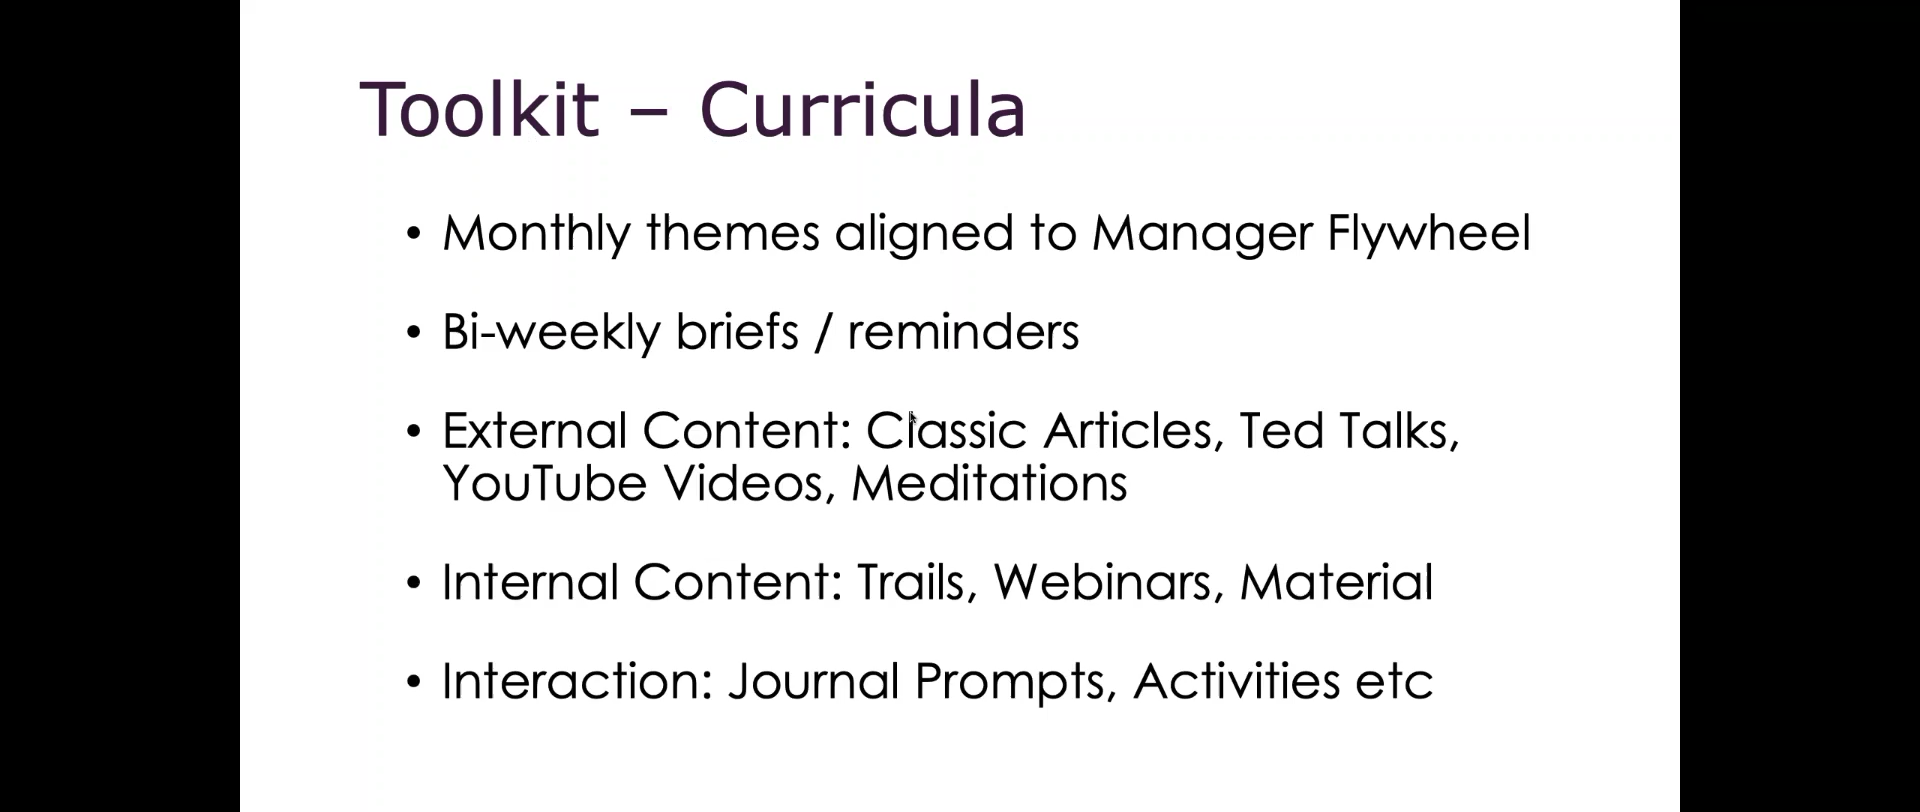 Toolkit – Curricula
• Monthly themes aligned to Manager Flywheel
• Bi-weekly briefs / reminders
• External Content: Classic Articles, Ted Talks,
YouTube Videos, Meditations
• Internal Content: Trails, Webinars, Material
• Interaction: Journal Prompts, Activities etc